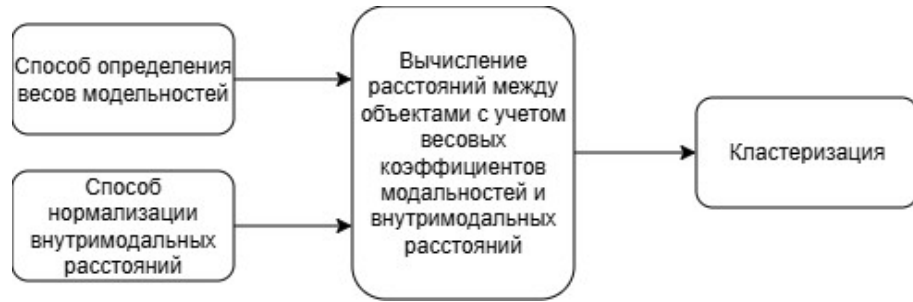 Способ определения
весов модельностей
Способ
нормализации
внутримодальных
расстояний
Вычисление
расстояний между
объектами с учетом
весовых
коэффициентов
модальностей и
внутримодальных
расстояний
Кластеризация